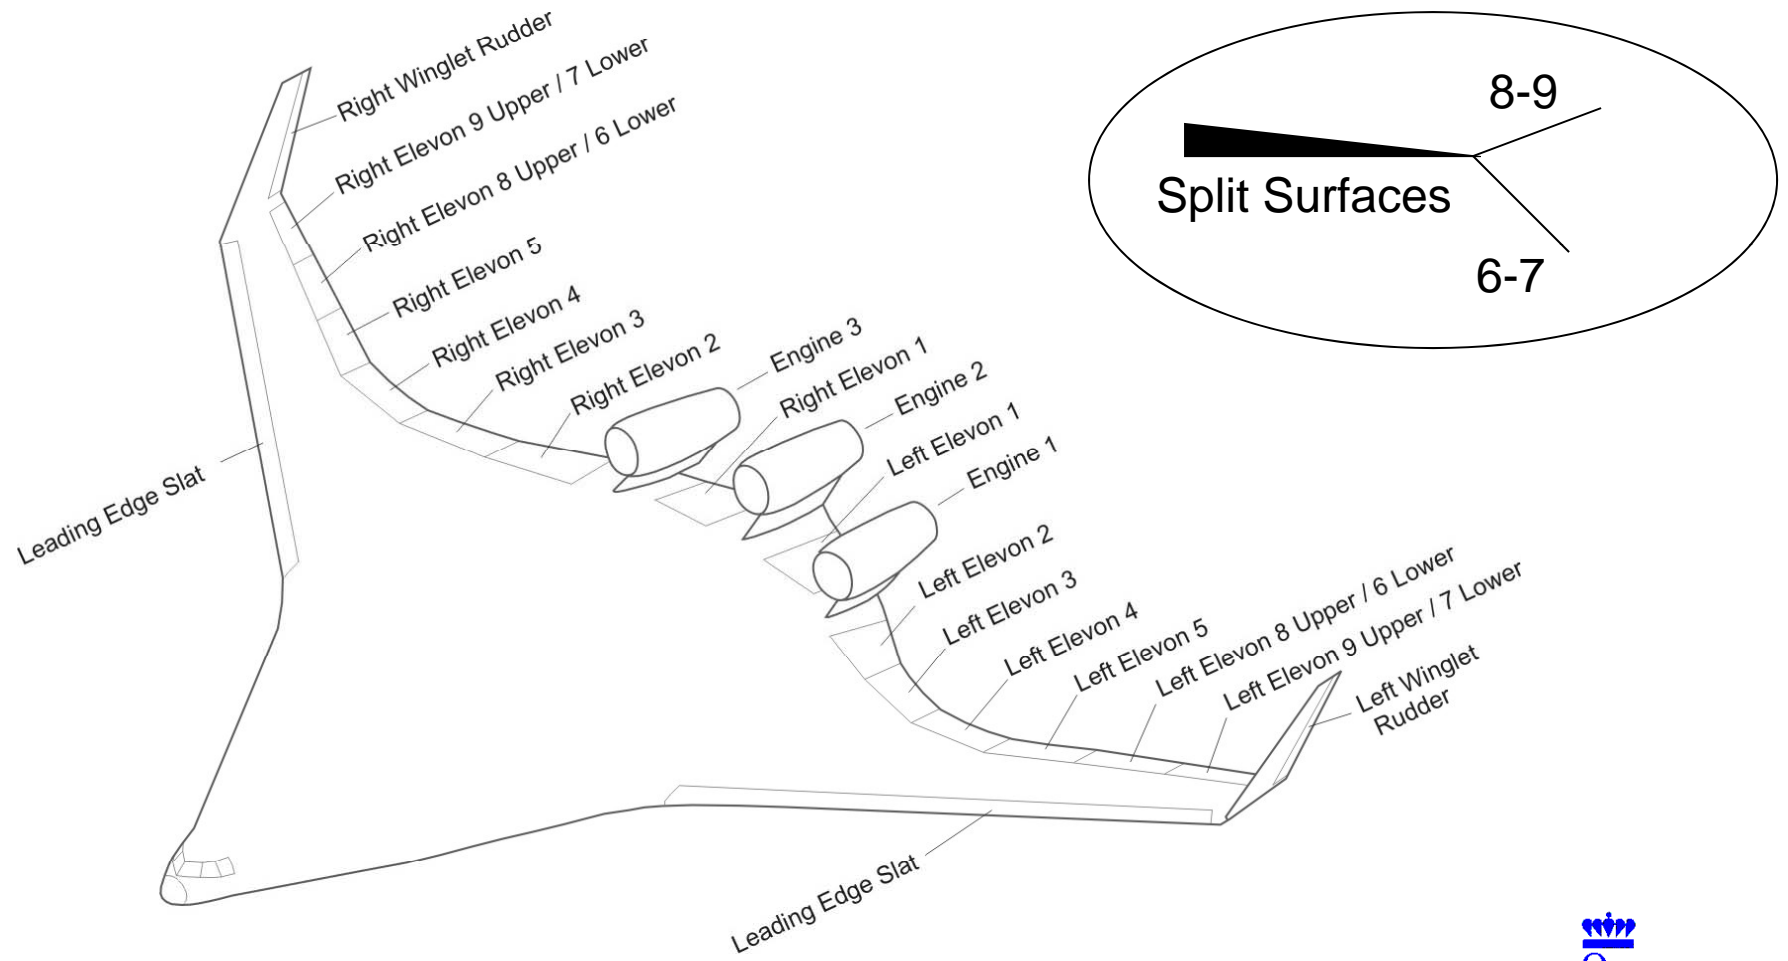 Right Winglet Rudder
Right Elevon 9 Upper / 7 Lower
Right Elevon 8 Upper / 6 Lower
Right Elevon 5
Right Elevon 4
Right Elevon 3
Right Elevon 2
Engine 3
Right Elevon 1
Engine 2
Left Elevon 1
Engine 1
Left Elevon 2
Left Elevon 3
Left Elevon 4
Left Elevon 5
Left Elevon 8 Upper / 6 Lower
Left Elevon 9 Upper / 7 Lower
Left Winglet
Rudder
Leading Edge Slat
Leading Edge Slat
8-9
Split Surfaces
6-7